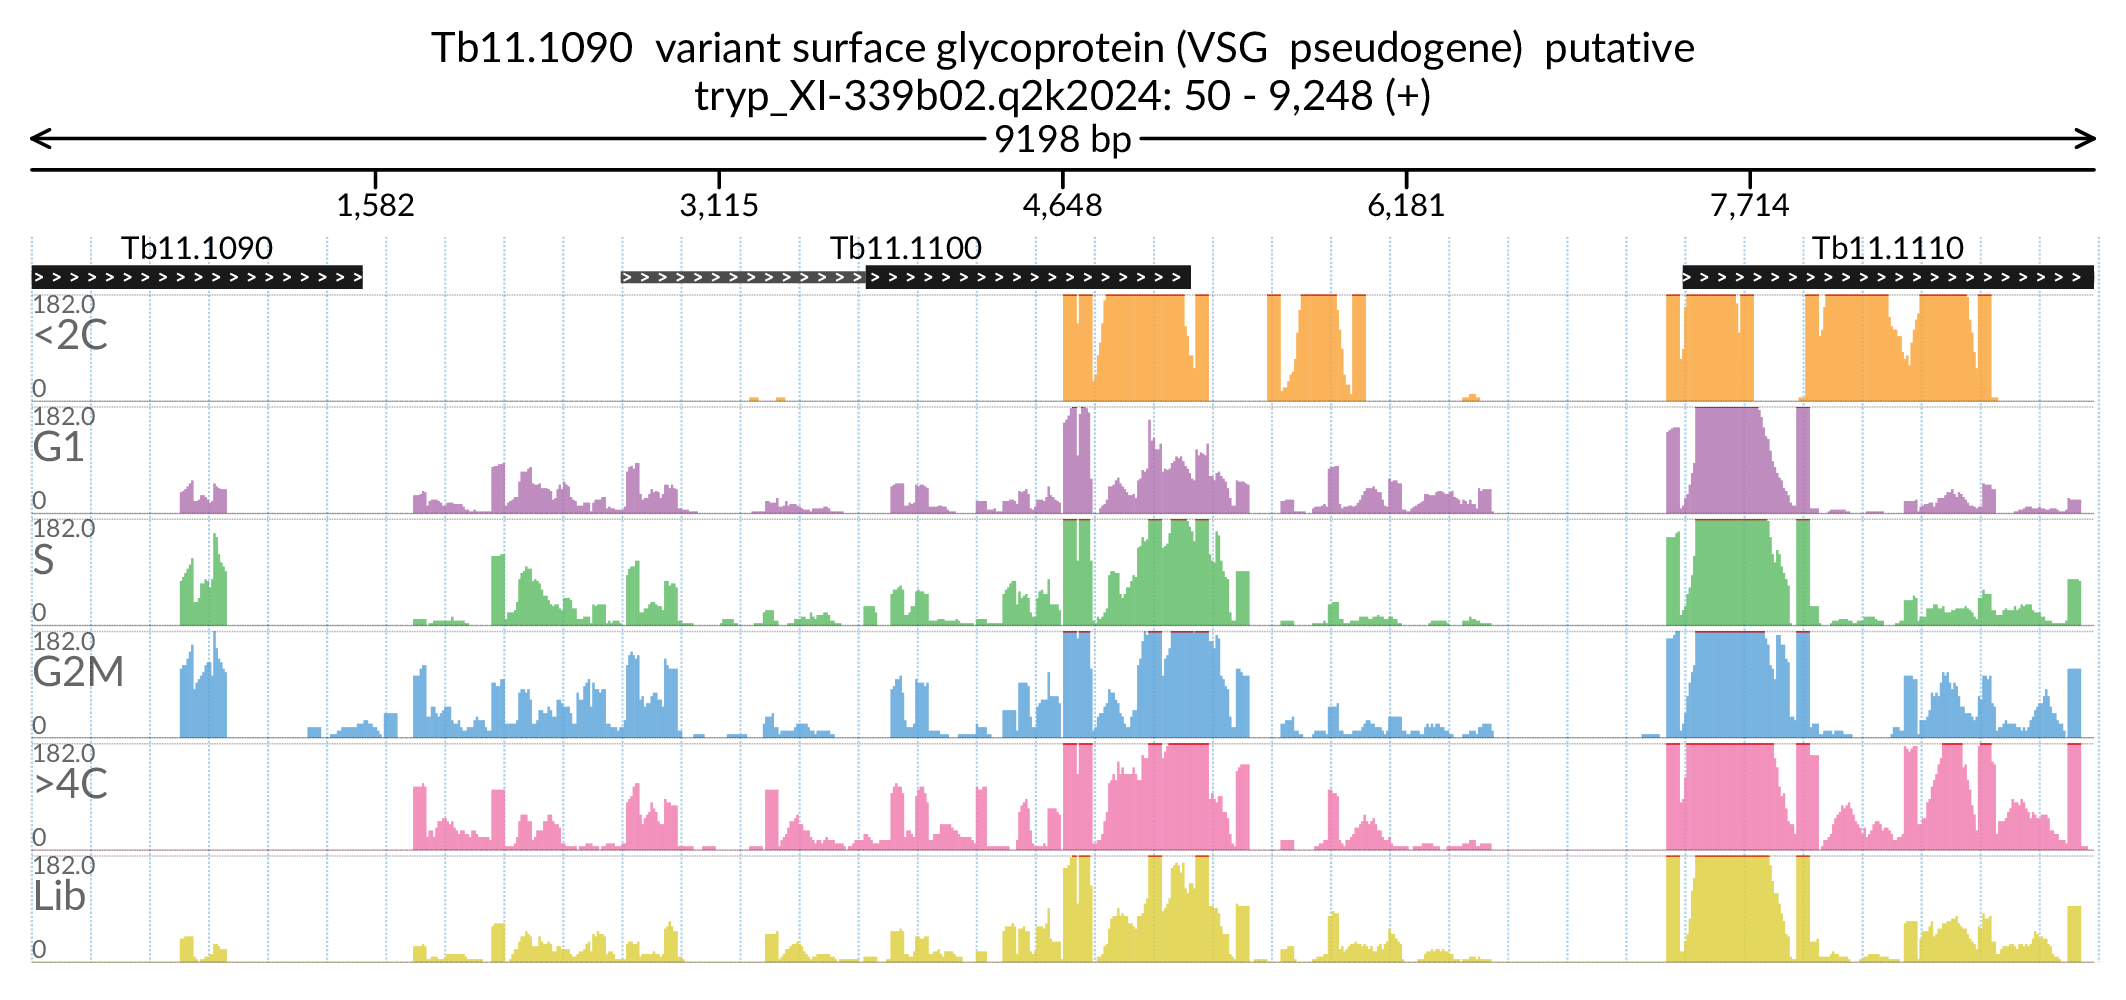 Tb11.1090  variant surface glycoprotein (VSG  pseudogene)  putative
tryp_XI-339b02.q2k2024: 50 - 9,248 (+)
9198 bp
1,582 3,115 4,648 6,181 7,714
Tb11.1090 Tb11.1100 Tb11.1110
182.0
<2C
0
182.0
G1
0
182.0
S
0
182.0
G2M
0
182.0
>4C
0
182.0
Lib
0